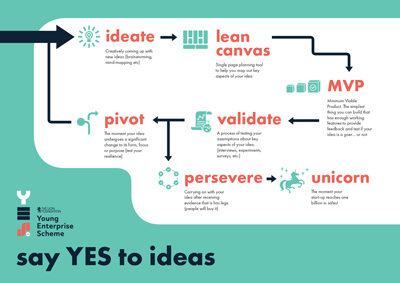 ideate
Creatively coming up with
new ideas (brainstorming,
mind-mapping etc)
lean
canvas
Single page planning tool
to help you map out key
aspects of your idea
MVP
Minimum Viable
Product. The simplest
thing you can build that
has enough working
features to provide
feedback and test if your
idea is a goer... or not
validate
A process of testing your
assumptions about key
aspects of your idea
(interviews, experiments,
surveys, etc.)
pivot
The moment your idea
undergoes a significant
change to its form, focus
or purpose (test your
resilience)
persevere
Carrying on with your
idea after receiving
evidence that is has legs
(people will buy it)
unicorn
The moment your
start-up reaches one
billion in sales!
YES
Young
Enterprise
Scheme
say YES to ideas